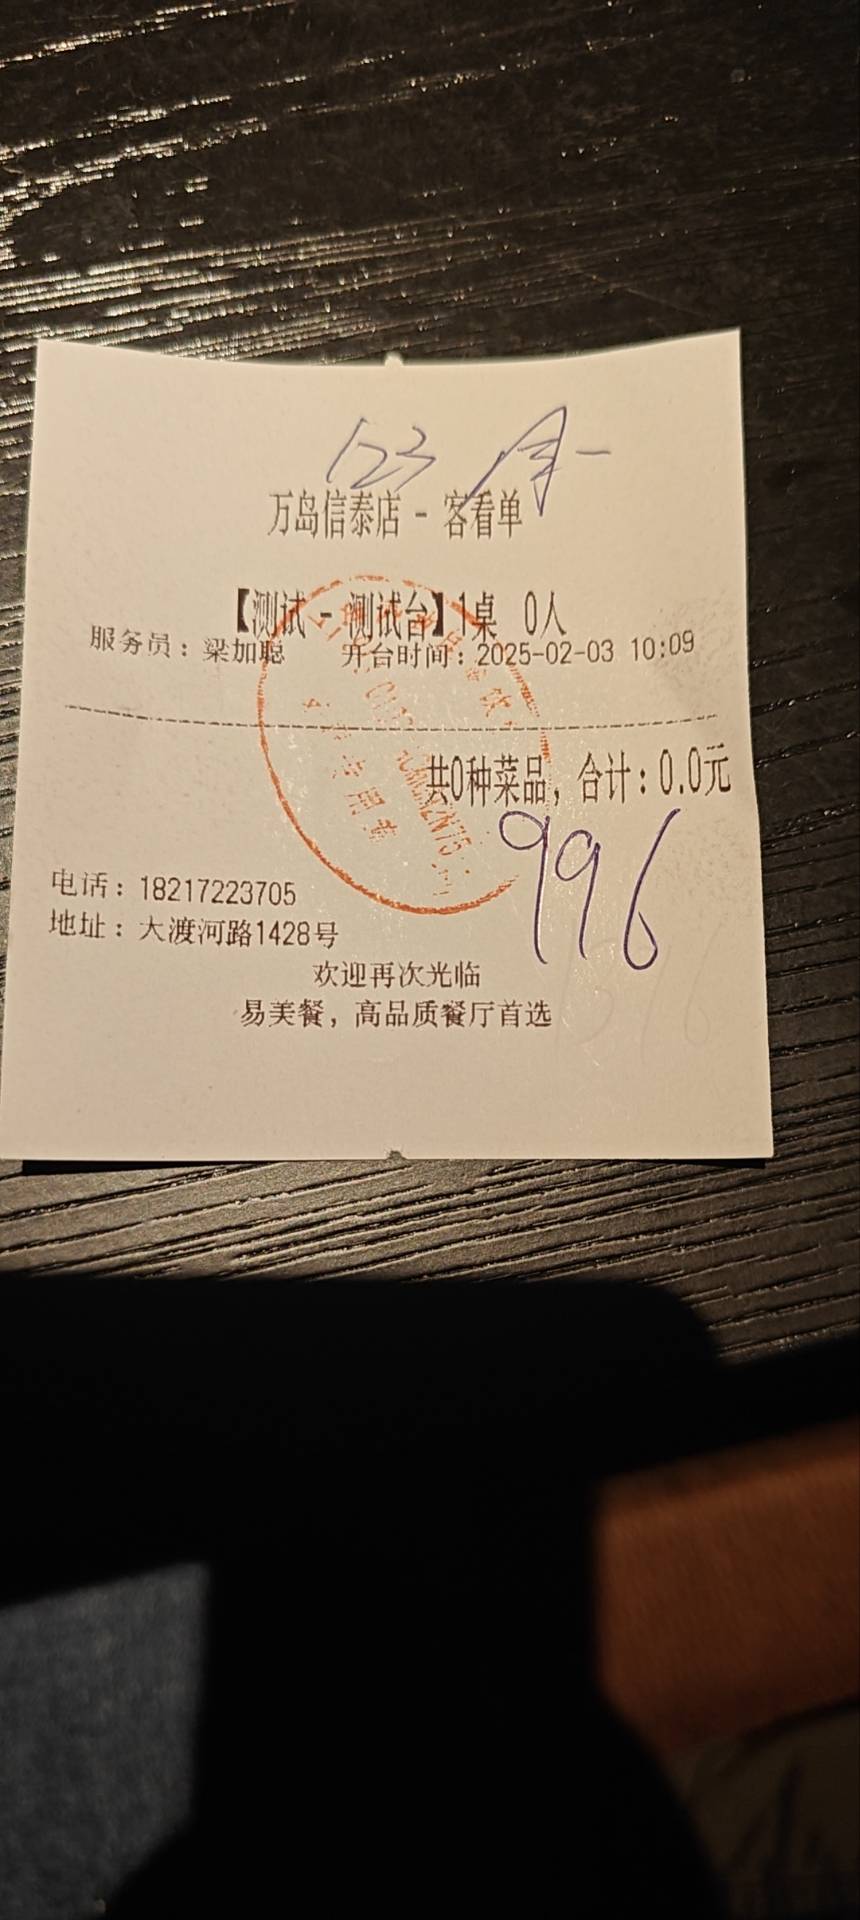 123
万岛信泰店 - 客看单
【测试 - 测试台】1桌 0人
服务员：梁加聪 开台时间：2025-02-03 10:09
共0种菜品，合计：0.0元
996
电话：18217223705
地址：大渡河路1428号
欢迎再次光临
易美餐，高品质餐厅首选